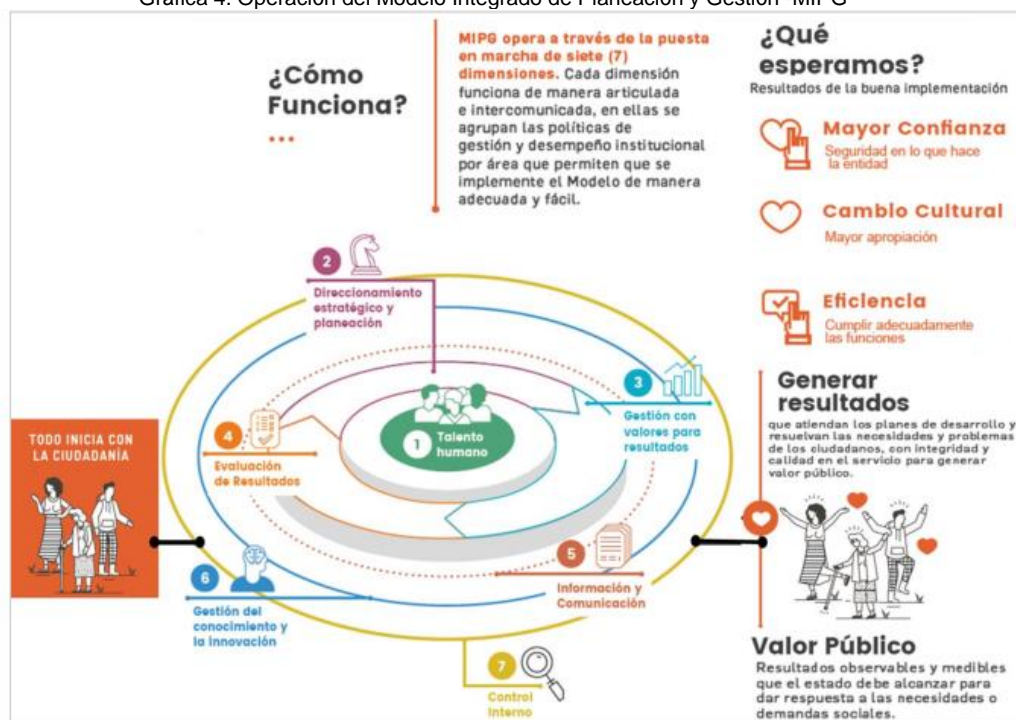 Gráfica 4. Operación del Modelo Integrado de Planeación y Gestión -MIPG
¿Cómo
Funciona?
...
MIPG opera a través de la puesta
en marcha de siete (7)
dimensiones. Cada dimensión
funciona de manera articulada
e intercomunicada, en ellas se
agrupan las políticas de
gestión y desempeño institucional
por área que permiten que se
implemente el Modelo de manera
adecuada y fácil.
¿Qué
esperamos?
Resultados de la buena implementación
Mayor Confianza
Seguridad en lo que hace
la entidad
Cambio Cultural
Mayor apropiación
Eficiencia
Cumplir adecuadamente
las funciones
Generar
resultados
que atiendan los planes de desarrollo y
resuelvan las necesidades y problemas
de los ciudadanos, con integridad y
calidad en el servicio para generar
valor público.
Valor Público
Resultados observables y medibles
que el estado debe alcanzar para
dar respuesta a las necesidades o
demandas sociales.
TODO INICIA CON
LA CIUDADANÍA
2
Direccionamiento
estratégico y
planeación
3
Gestión con
valores para
resultados
1
Talento
humano
4
Evaluación
de Resultados
5
Información y
Comunicación
6
Gestión del
conocimiento y
la innovación
7
Control
Interno